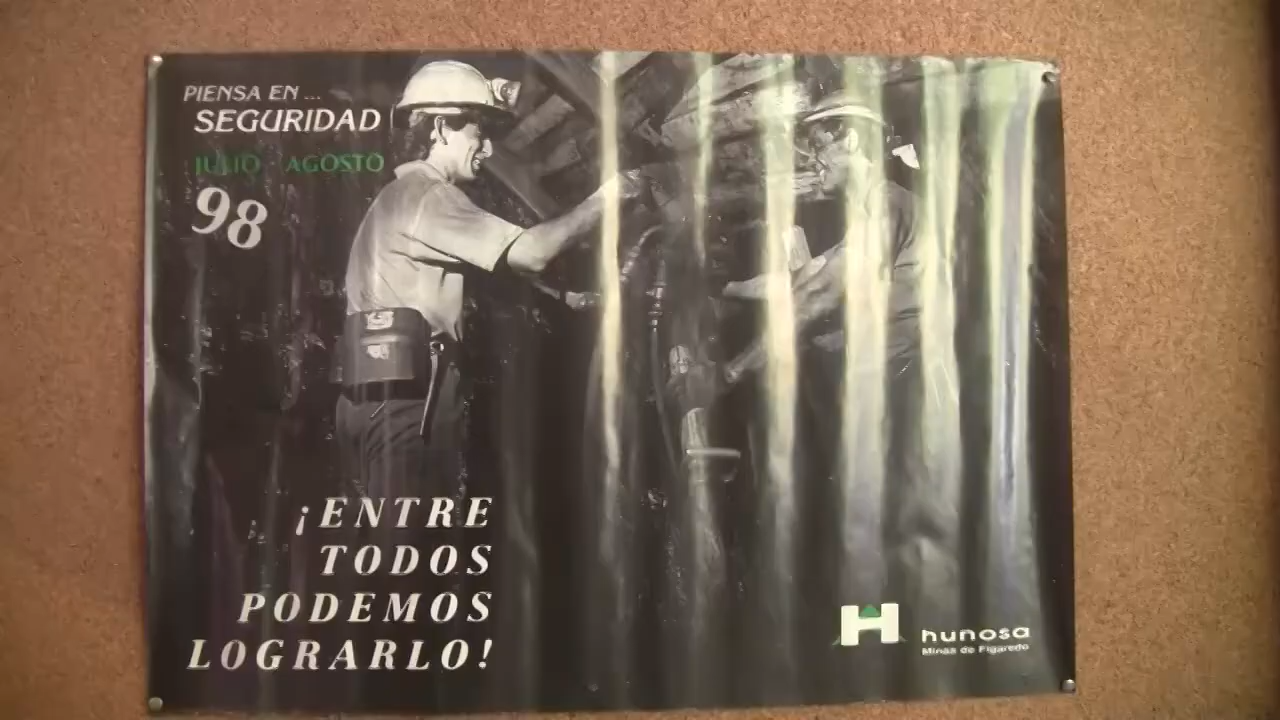 PIENSA EN ...
SEGURIDAD
JULIO AGOSTO
98
¡ENTRE
TODOS
PODEMOS
LOGRARLO!
H hunosa
Minas de Figaredo